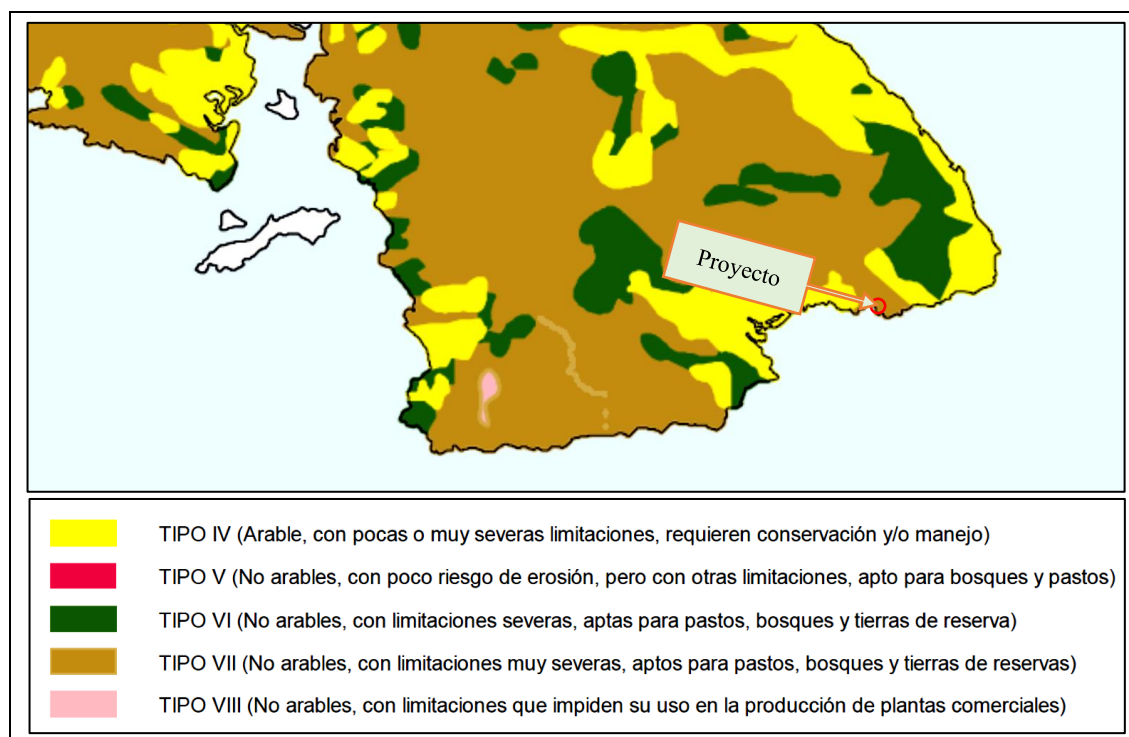 Proyecto
TIPO IV (Arable, con pocas o muy severas limitaciones, requieren conservación y/o manejo)
TIPO V (No arables, con poco riesgo de erosión, pero con otras limitaciones, apto para bosques y pastos)
TIPO VI (No arables, con limitaciones severas, aptas para pastos, bosques y tierras de reserva)
TIPO VII (No arables, con limitaciones muy severas, aptos para pastos, bosques y tierras de reservas)
TIPO VIII (No arables, con limitaciones que impiden su uso en la producción de plantas comerciales)